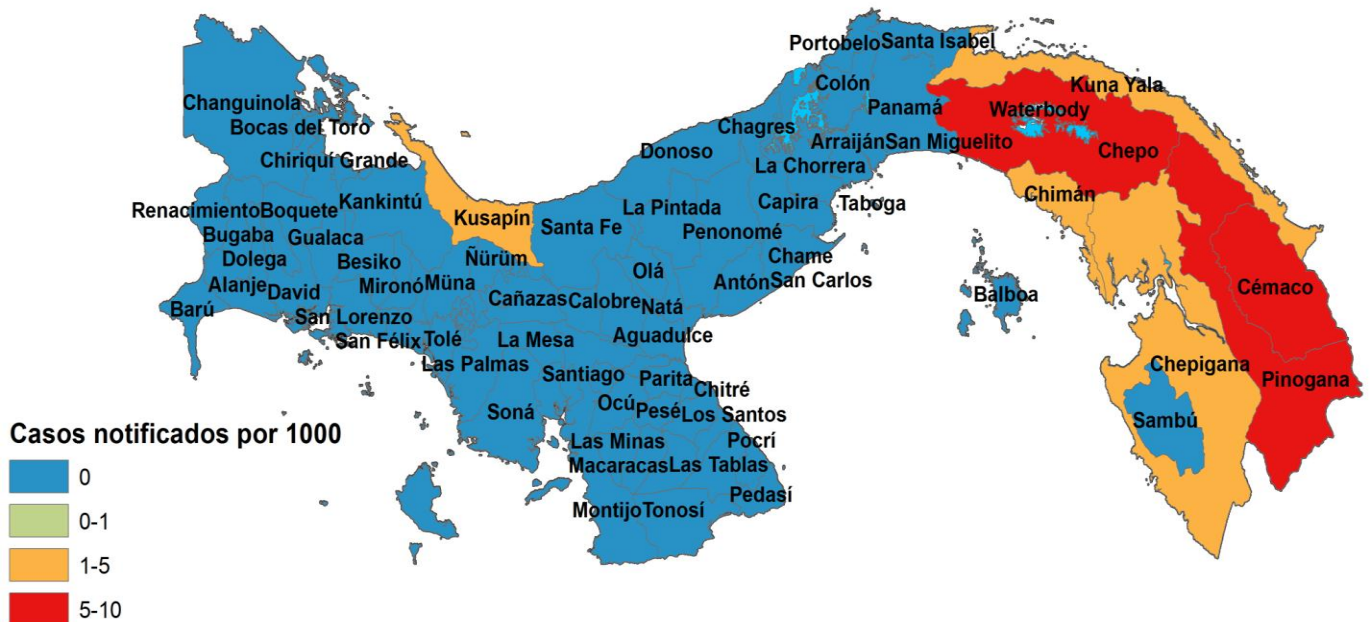 Portobelo
Santa Isabel
Colón
Kuna Yala
Changuinola
Panamá
Waterbody
Bocas del Toro
Chagres
Donoso
Arraiján
San Miguelito
Chepo
Chiriquí Grande
La Chorrera
Chimán
Renacimiento
Boquete
Kankintú
Kusapín
La Pintada
Capira
Taboga
Bugaba
Gualaca
Santa Fe
Penonomé
Dolega
Besiko
Ñürüm
Olá
Chame
Alanje
David
Mironó
Müna
Antón
San Carlos
Cémaco
Barú
San Lorenzo
Cañazas
Calobre
Natá
Balboa
San Félix
Tolé
La Mesa
Aguadulce
Las Palmas
Santiago
Parita
Chitré
Chepigana
Pinogana
Soná
Ocú
Pesé
Los Santos
Sambú
Casos notificados por 1000
Las Minas
Pocrí
Macaracas
Las Tablas
0
Pedasí
Montijo
Tonosí
0-1
1-5
5-10